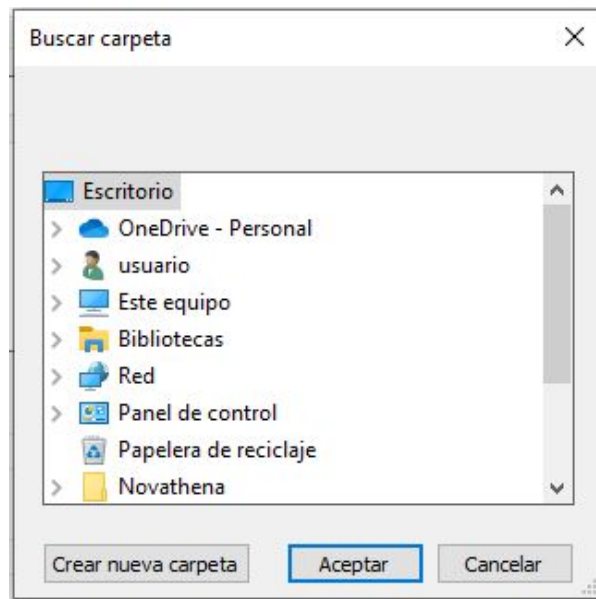 Buscar carpeta
Escritorio
OneDrive - Personal
usuario
Este equipo
Bibliotecas
Red
Panel de control
Papelera de reciclaje
Novathena
Crear nueva carpeta Aceptar Cancelar